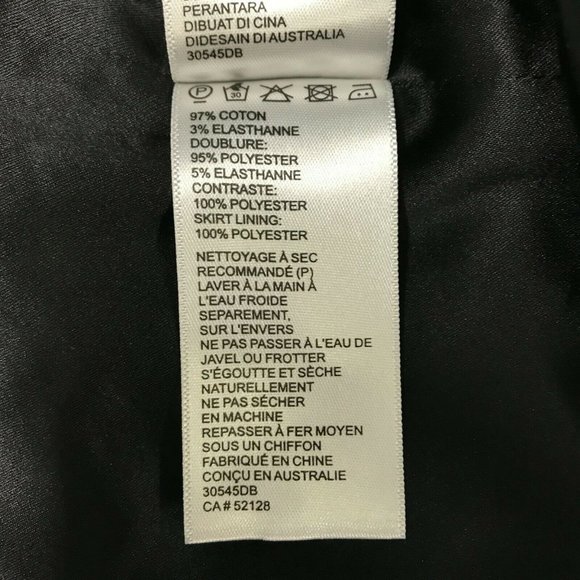 PERANTARA
DIBUAT DI CINA
DIDESAIN DI AUSTRALIA
30545DB
P 30
97% COTON
3% ELASTHANNE
DOUBLURE:
95% POLYESTER
5% ELASTHANNE
CONTRASTE:
100% POLYESTER
SKIRT LINING:
100% POLYESTER
NETTOYAGE À SEC
RECOMMANDÉ (P)
LAVER À LA MAIN À
L'EAU FROIDE
SEPAREMENT,
SUR L'ENVERS
NE PAS PASSER À L'EAU DE
JAVEL OU FROTTER
S'ÉGOUTTE ET SÈCHE
NATURELLEMENT
NE PAS SÉCHER
EN MACHINE
REPASSER À FER MOYEN
SOUS UN CHIFFON
FABRIQUÉ EN CHINE
CONÇU EN AUSTRALIE
30545DB
CA # 52128